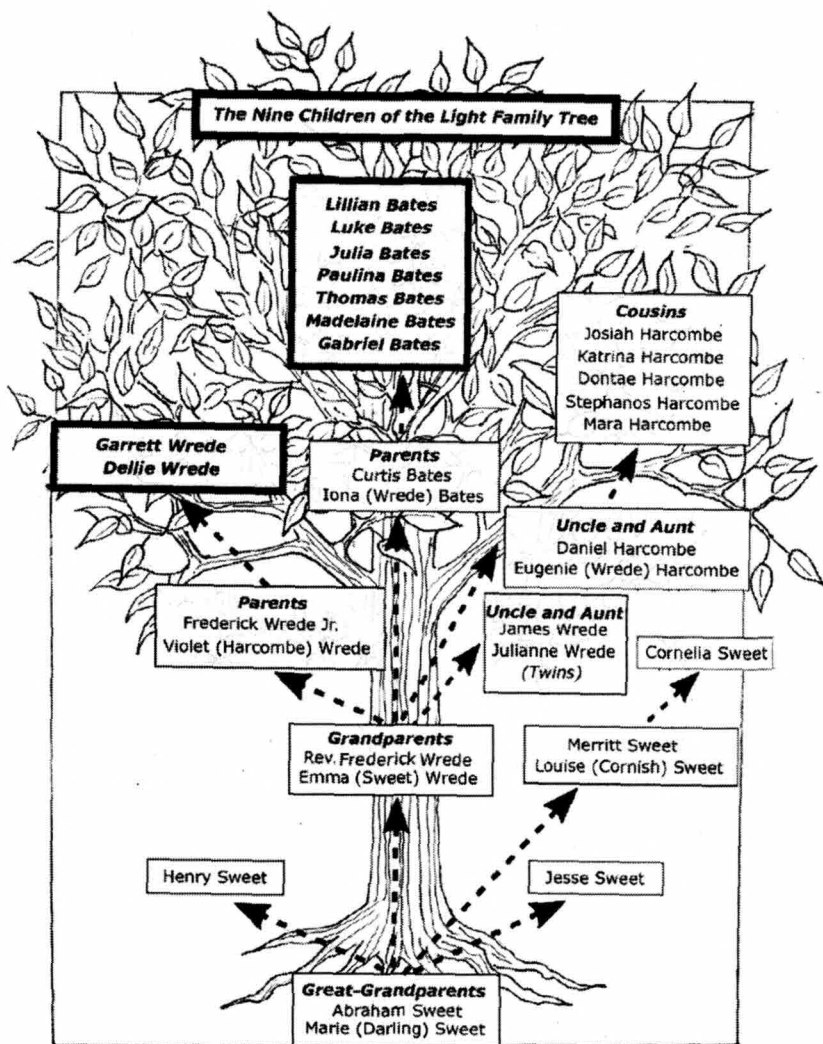 The Nine Children of the Light Family Tree
Lillian Bates
Luke Bates
Julia Bates
Paulina Bates
Thomas Bates
Madelaine Bates
Gabriel Bates
Cousins
Josiah Harcombe
Katrina Harcombe
Dontae Harcombe
Stephanos Harcombe
Mara Harcombe
Garrett Wrede
Dellie Wrede
Parents
Curtis Bates
Iona (Wrede) Bates
Uncle and Aunt
Daniel Harcombe
Eugenie (Wrede) Harcombe
Parents
Frederick Wrede Jr.
Violet (Harcombe) Wrede
Uncle and Aunt
James Wrede
Julianne Wrede
(Twins)
Cornelia Sweet
Grandparents
Rev. Frederick Wrede
Emma (Sweet) Wrede
Merritt Sweet
Louise (Cornish) Sweet
Henry Sweet
Jesse Sweet
Great-Grandparents
Abraham Sweet
Marie (Darling) Sweet